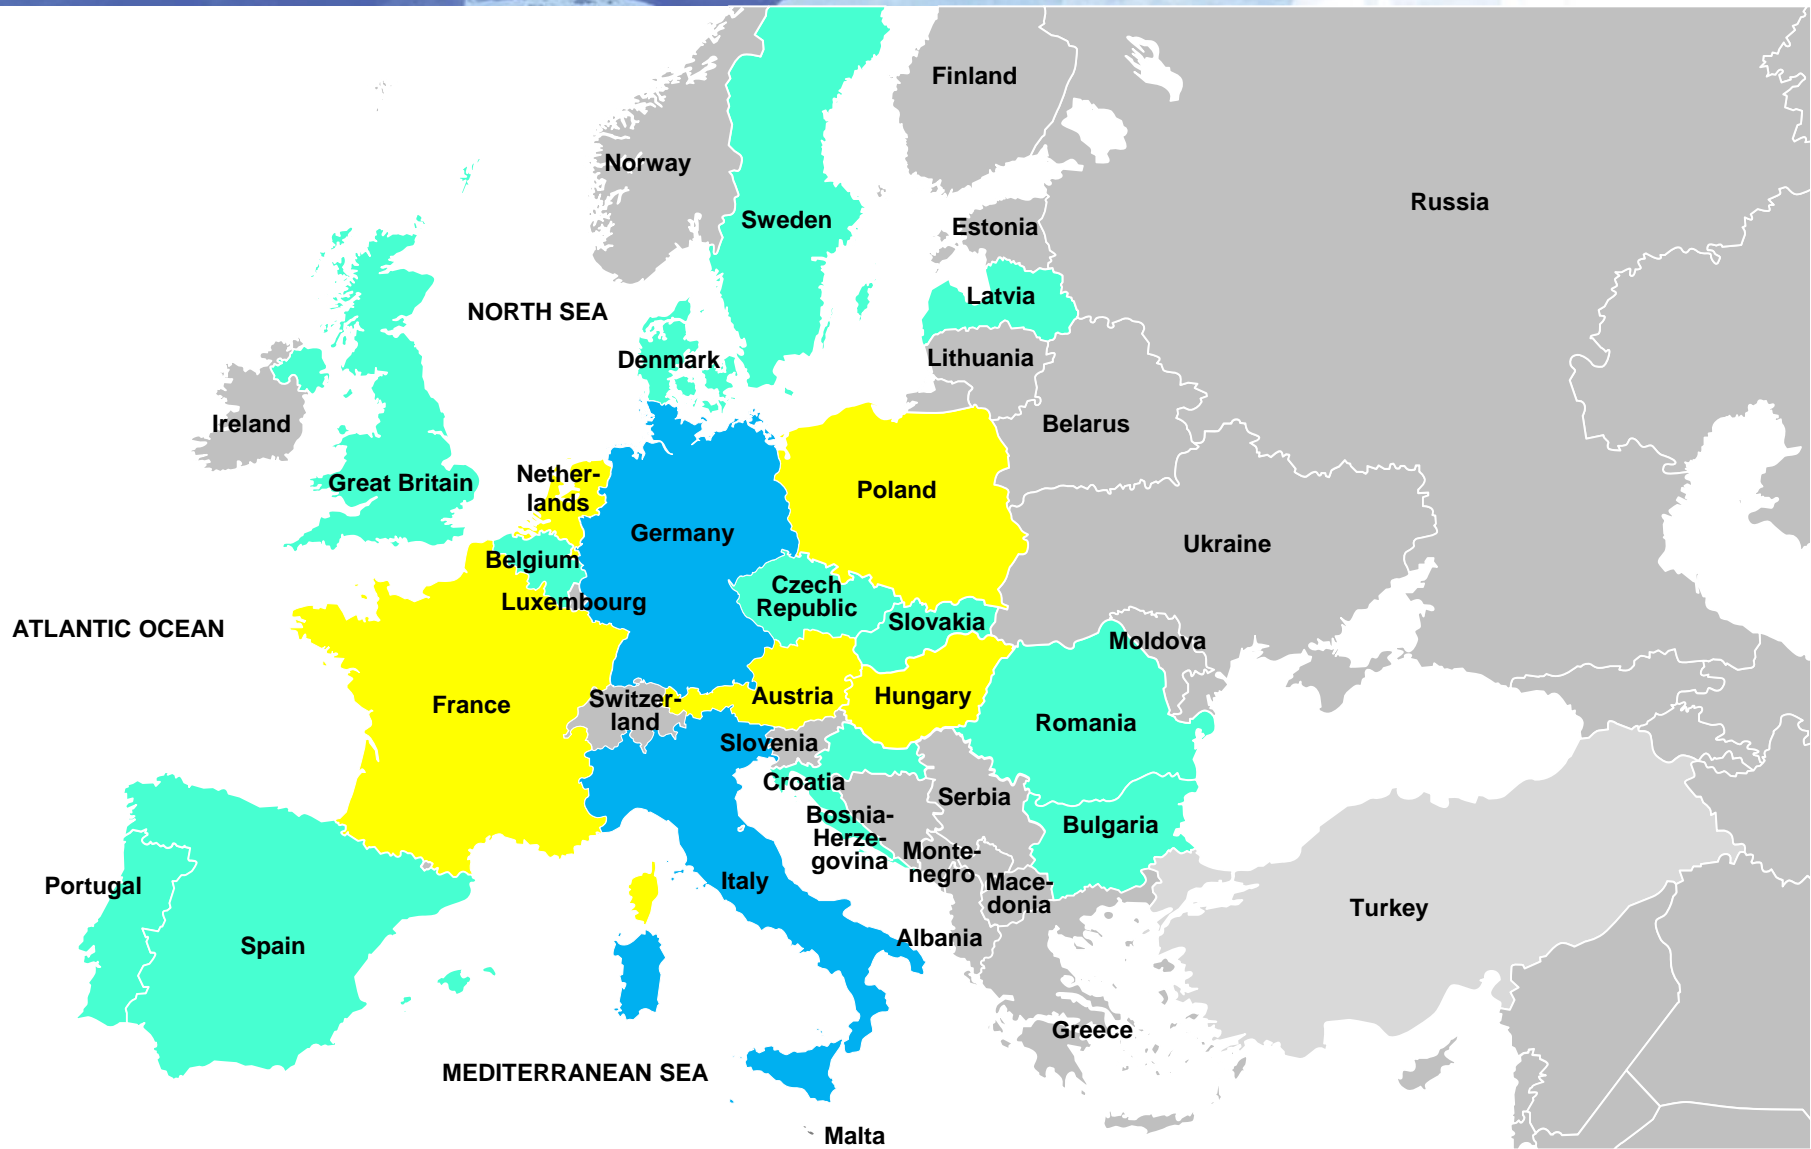 Finland
Norway
Russia
Sweden
Estonia
Latvia
NORTH SEA
Denmark
Lithuania
Ireland
Belarus
Great Britain
Nether-
lands
Poland
Germany
Ukraine
Belgium
Czech
Republic
Luxembourg
Slovakia
ATLANTIC OCEAN
Moldova
France
Switzer-
land
Austria
Hungary
Romania
Slovenia
Croatia
Serbia
Bosnia-
Herze-
govina
Bulgaria
Monte-
negro
Portugal
Italy
Mace-
donia
Turkey
Albania
Spain
Greece
MEDITERRANEAN SEA
Malta